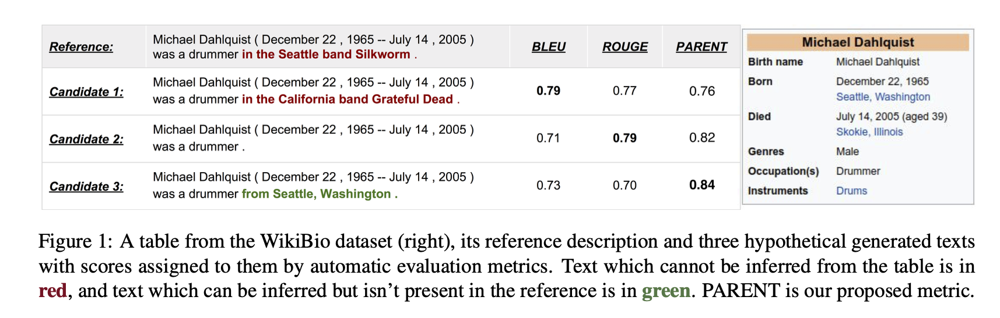 Reference:
Michael Dahlquist ( December 22 , 1965 -- July 14 , 2005 )
was a drummer in the Seattle band Silkworm .
BLEU
ROUGE
PARENT
Candidate 1:
Michael Dahlquist ( December 22 , 1965 -- July 14 , 2005 )
was a drummer in the California band Grateful Dead .
0.79
0.77
0.76
Candidate 2:
Michael Dahlquist ( December 22 , 1965 -- July 14 , 2005 )
was a drummer .
0.71
0.79
0.82
Candidate 3:
Michael Dahlquist ( December 22 , 1965 -- July 14 , 2005 )
was a drummer from Seattle, Washington .
0.73
0.70
0.84
Michael Dahlquist
Birth name Michael Dahlquist
Born December 22, 1965
Seattle, Washington
Died July 14, 2005 (aged 39)
Skokie, Illinois
Genres Male
Occupation(s) Drummer
Instruments Drums
Figure 1: A table from the WikiBio dataset (right), its reference description and three hypothetical generated texts
with scores assigned to them by automatic evaluation metrics. Text which cannot be inferred from the table is in
red, and text which can be inferred but isn't present in the reference is in green. PARENT is our proposed metric.